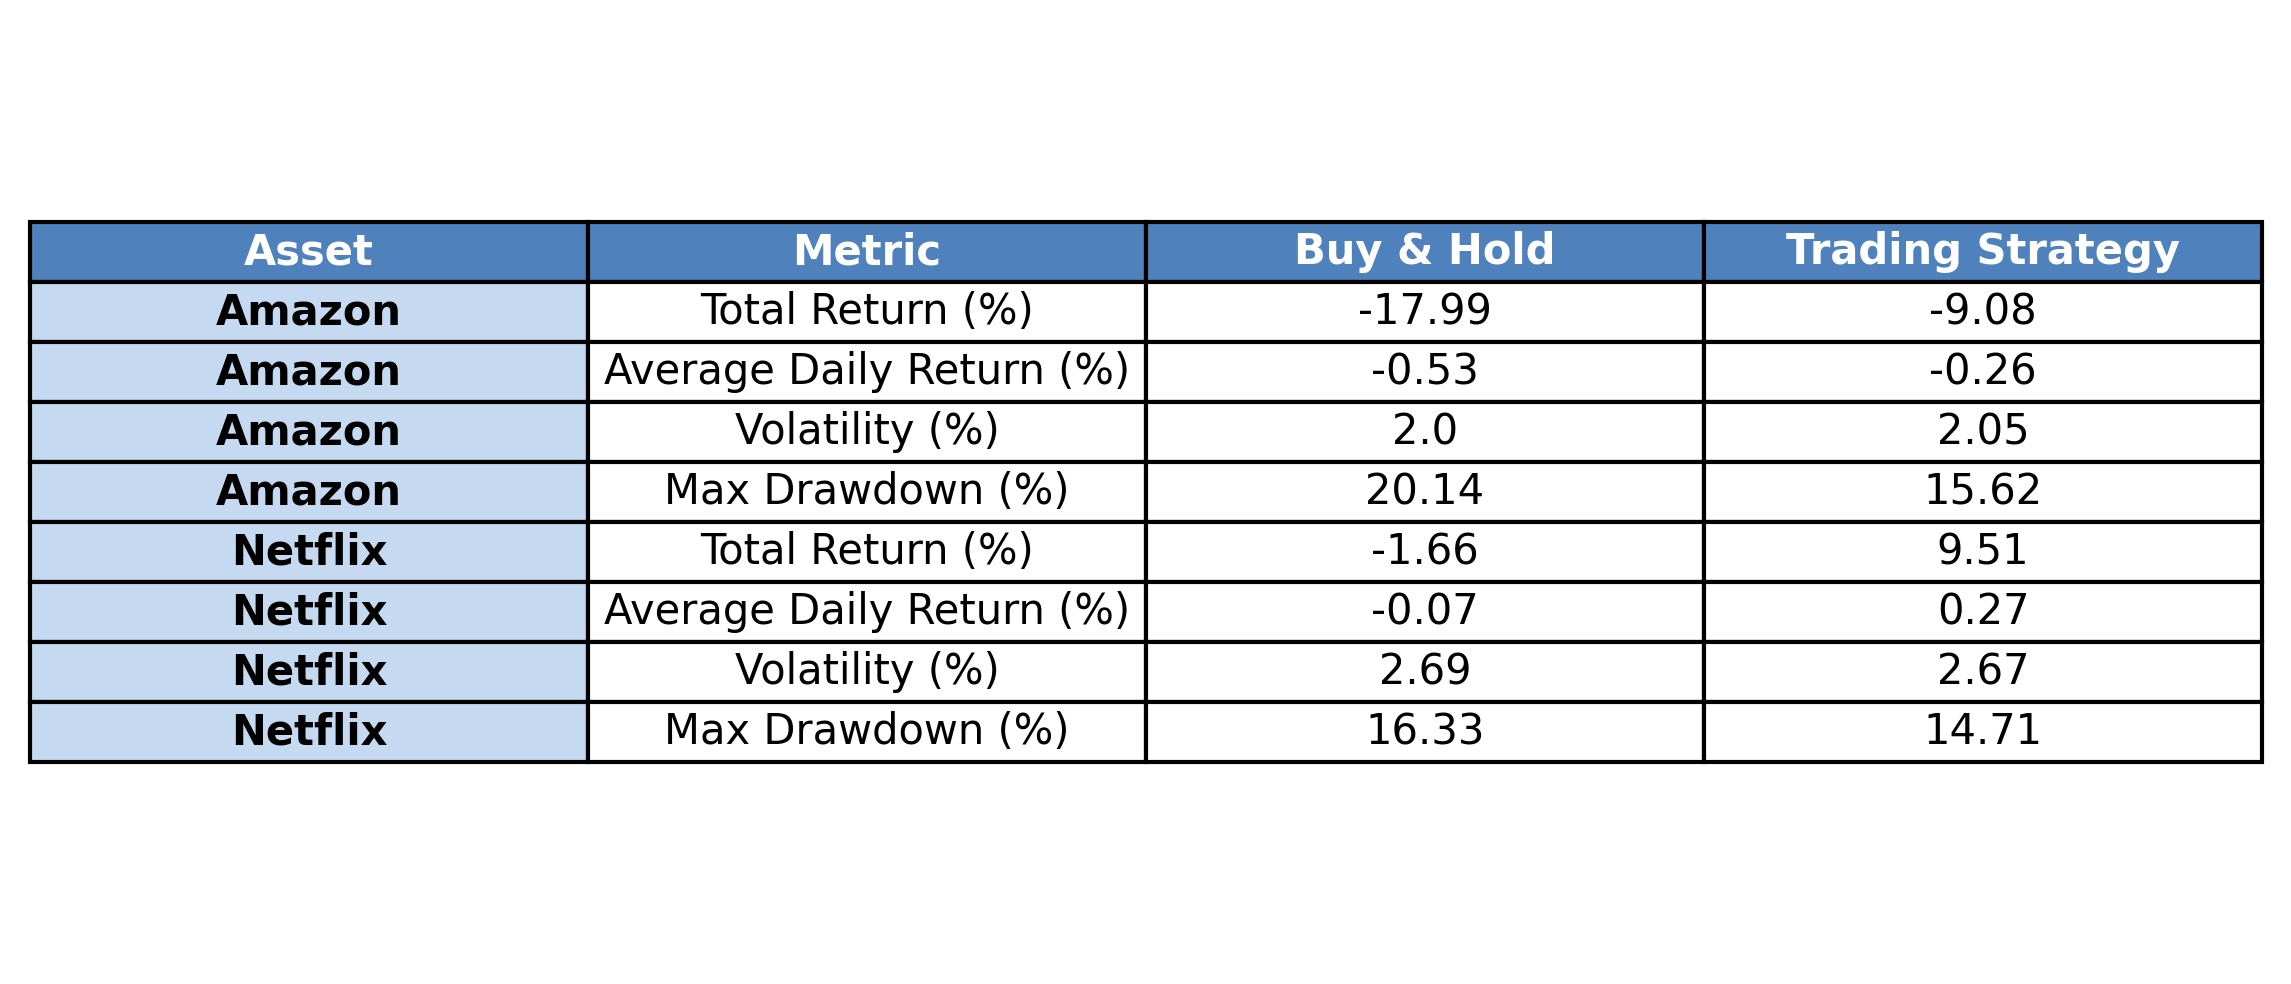 Asset Metric Buy & Hold Trading Strategy
Amazon Total Return (%) -17.99 -9.08
Amazon Average Daily Return (%) -0.53 -0.26
Amazon Volatility (%) 2.0 2.05
Amazon Max Drawdown (%) 20.14 15.62
Netflix Total Return (%) -1.66 9.51
Netflix Average Daily Return (%) -0.07 0.27
Netflix Volatility (%) 2.69 2.67
Netflix Max Drawdown (%) 16.33 14.71